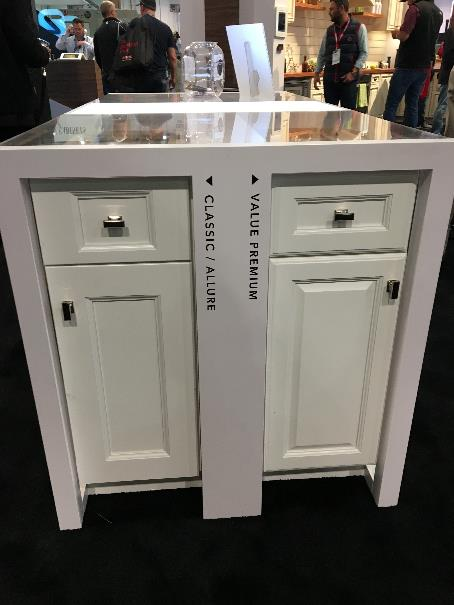 ◀ CLASSIC / ALLURE
◀ VALUE PREMIUM